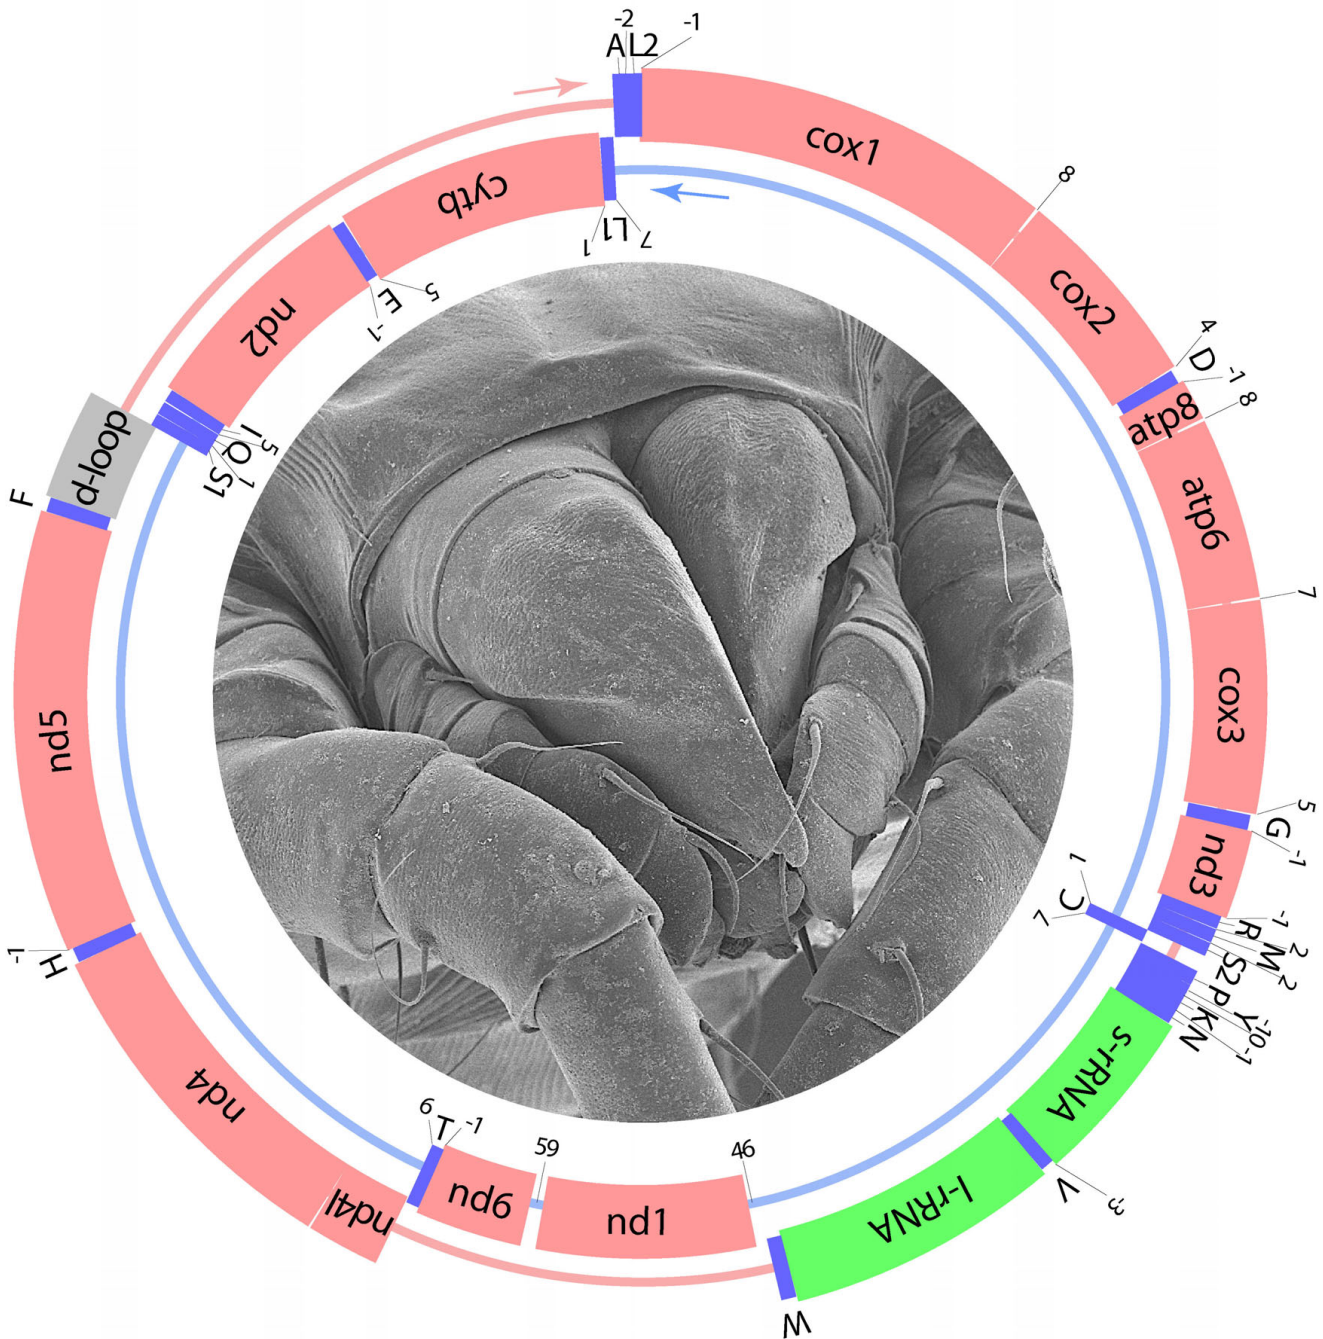 A
-2
L2
-1
cox1
8
cox2
4
D
-1
atp8
8
atp6
7
cox3
5
G
-1
nd3
-1
R
2
M
2
S2
1
C
7
P
Y
-10
K
-1
N
s-rRNA
V
-3
l-rRNA
W
46
nd1
59
nd6
-1
T
6
nd4l
nd4
H
-1
nd5
F
d-loop
S1
1
Q
5
I
nd2
-1
E
5
cytb
1
L1
7